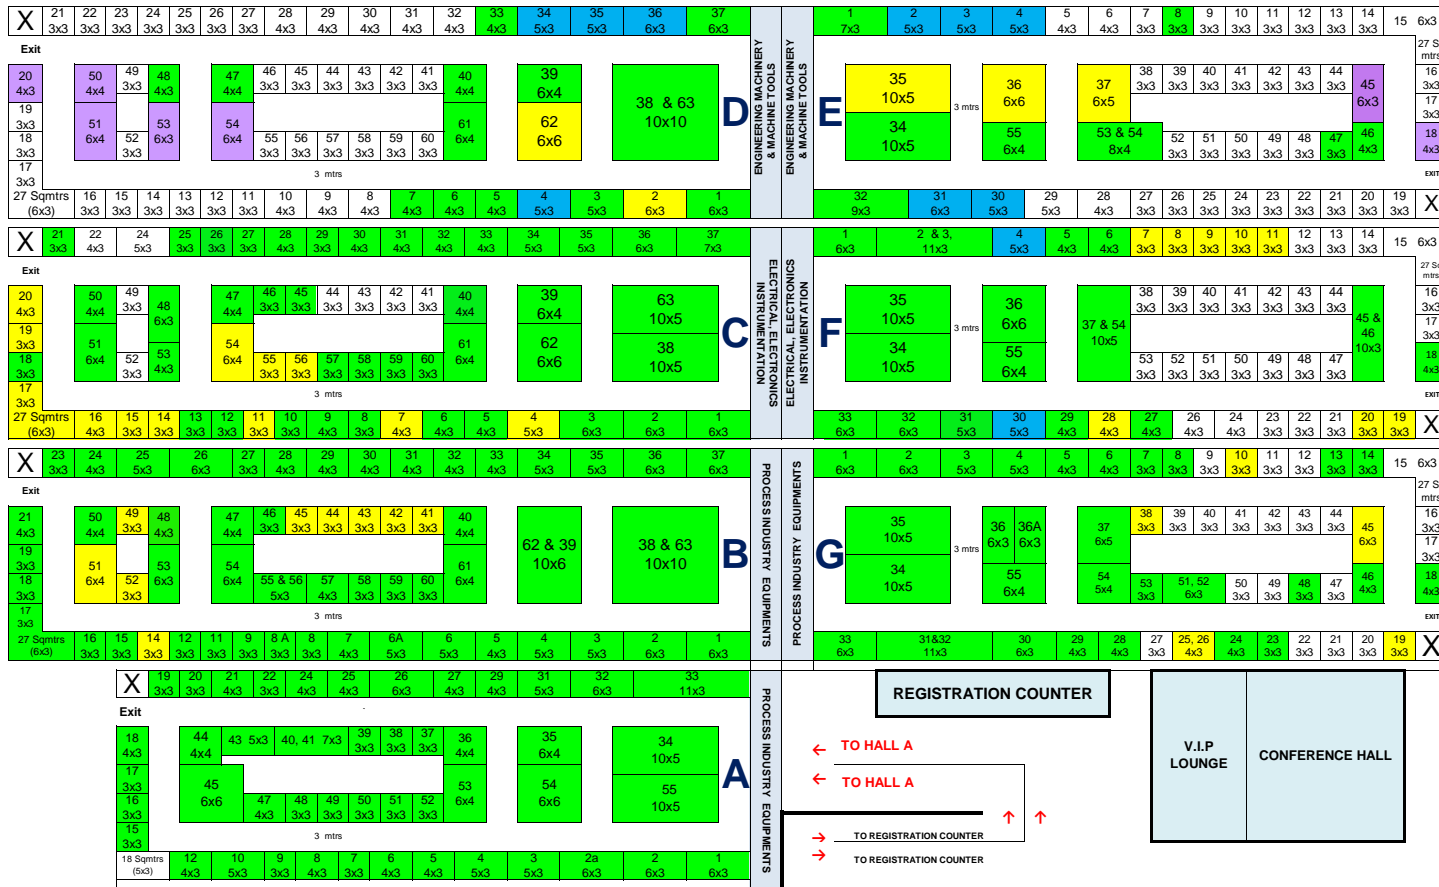 X 21 22 23 24 25 26 27 28 29 30 31 32 33 34 35 36 37
3x3 3x3 3x3 3x3 3x3 3x3 3x3 4x3 4x3 4x3 4x3 4x3 4x3 5x3 5x3 6x3 6x3
Exit
20 50 49 48 47 46 45 44 43 42 41 40 39
4x3 4x4 3x3 4x3 4x4 3x3 3x3 3x3 3x3 3x3 3x3 4x4 6x4
38 & 63
10x10
19
3x3
51 53 54 61 62
6x4 6x3 6x4 6x4 6x6
18 52 55 56 57 58 59 60
3x3 3x3 3x3 3x3 3x3 3x3 3x3 3x3
17
3x3
3 mtrs
D
27 Sqmtrs 16 15 14 13 12 11 10 9 8 7 6 5 4 3 2 1
(6x3) 3x3 3x3 3x3 3x3 3x3 3x3 4x3 4x3 4x3 4x3 4x3 4x3 5x3 5x3 6x3 6x3
ENGINEERING MACHINERY
& MACHINE TOOLS
ENGINEERING MACHINERY
& MACHINE TOOLS
1 2 3 4 5 6 7 8 9 10 11 12 13 14 15 6x3
7x3 5x3 5x3 5x3 4x3 4x3 3x3 3x3 3x3 3x3 3x3 3x3 3x3 3x3
27 S
mtrs
E
35 36 37 38 39 40 41 42 43 44 45 16
10x5 6x6 6x5 3x3 3x3 3x3 3x3 3x3 3x3 3x3 6x3 3x3
3 mtrs
17
3x3
34 55 53 & 54 52 51 50 49 48 47 46 18
10x5 6x4 8x4 3x3 3x3 3x3 3x3 3x3 3x3 4x3 4x3
EXIT
32 31 30 29 28 27 26 25 24 23 22 21 20 19 X
9x3 6x3 5x3 5x3 4x3 3x3 3x3 3x3 3x3 3x3 3x3 3x3 3x3 3x3
X 21 22 24 25 26 27 28 29 30 31 32 33 34 35 36 37
3x3 4x3 5x3 3x3 3x3 3x3 4x3 3x3 4x3 4x3 4x3 4x3 5x3 5x3 6x3 7x3
Exit
20 50 49 48 47 46 45 44 43 42 41 40 39 63
4x3 4x4 3x3 6x3 4x4 3x3 3x3 3x3 3x3 3x3 3x3 4x4 6x4 10x5
19
3x3
51 53 54 61 62 38
6x4 4x3 6x4 6x4 6x6 10x5
18 52 55 56 57 58 59 60
3x3 3x3 3x3 3x3 3x3 3x3 3x3 3x3
17
3x3
3 mtrs
C
27 Sqmtrs 16 15 14 13 12 11 10 9 8 7 6 5 4 3 2 1
(6x3) 4x3 3x3 3x3 3x3 3x3 3x3 3x3 4x3 3x3 4x3 4x3 4x3 5x3 6x3 6x3 6x3
ELECTRICAL, ELECTRONICS
INSTRUMENTATION
ELECTRICAL, ELECTRONICS
INSTRUMENTATION
1 2 & 3, 4 5 6 7 8 9 10 11 12 13 14 15 6x3
6x3 11x3 5x3 4x3 4x3 3x3 3x3 3x3 3x3 3x3 3x3 3x3 3x3
mtrs
F
35 36 37 & 54 38 39 40 41 42 43 44 45 & 46 16
10x5 6x6 10x5 3x3 3x3 3x3 3x3 3x3 3x3 3x3 10x3 3x3
3 mtrs
17
3x3
34 55 53 52 51 50 49 48 47 18
10x5 6x4 3x3 3x3 3x3 3x3 3x3 3x3 3x3 4x3
EXIT
33 32 31 30 29 28 27 26 24 23 22 21 20 19 X
6x3 6x3 5x3 5x3 4x3 4x3 4x3 4x3 4x3 3x3 3x3 3x3 3x3 3x3
X 23 24 25 26 27 28 29 30 31 32 33 34 35 36 37
3x3 4x3 5x3 6x3 3x3 4x3 4x3 4x3 4x3 4x3 4x3 5x3 5x3 6x3 6x3
Exit
21 50 49 48 47 46 45 44 43 42 41 40
4x3 4x4 3x3 4x3 4x4 3x3 3x3 3x3 3x3 3x3 3x3 4x4
62 & 39 38 & 63
10x6 10x10
19
3x3
51 53 54 61
6x4 6x3 6x4 6x4
18 52 55 & 56 57 58 59 60
3x3 3x3 5x3 4x3 3x3 3x3 3x3
17
3x3
3 mtrs
B
27 Sqmtrs 16 15 14 12 11 9 8 A 8 7 6A 6 5 4 3 2 1
(6x3) 3x3 3x3 3x3 3x3 3x3 3x3 3x3 3x3 4x3 5x3 5x3 5x3 5x3 5x3 6x3 6x3
PROCESS INDUSTRY EQUIPMENTS
PROCESS INDUSTRY EQUIPMENTS
1 2 3 4 5 6 7 8 9 10 11 12 13 14 15 6x3
6x3 6x3 5x3 5x3 4x3 4x3 3x3 3x3 3x3 3x3 3x3 3x3 3x3 3x3
27 S
mtrs
G
35 36 36A 37 38 39 40 41 42 43 44 45 16
10x5 6x3 6x3 6x5 3x3 3x3 3x3 3x3 3x3 3x3 3x3 6x3 3x3
3 mtrs
17
3x3
34 55 54 53 51, 52 50 49 48 47 46 18
10x5 6x4 5x4 3x3 6x3 3x3 3x3 3x3 3x3 4x3 4x3
EXIT
33 31&32 30 29 28 27 25, 26 24 23 22 21 20 19 X
6x3 11x3 6x3 4x3 4x3 3x3 4x3 4x3 3x3 3x3 3x3 3x3 3x3
X 19 20 21 22 24 25 26 27 29 31 32 33
3x3 3x3 4x3 3x3 4x3 4x3 6x3 4x3 4x3 5x3 6x3 11x3
Exit
18 44 43 5x3 40, 41 7x3 39 38 37 36 35 34
4x3 4x4 3x3 3x3 3x3 4x4 6x4 10x5
17
3x3
45 53 54 55
6x6 6x4 6x6 10x5
16 47 48 49 50 51 52
3x3 4x3 3x3 3x3 3x3 3x3 3x3
15
3x3
3 mtrs
A
18 Sqmtrs 12 10 9 8 7 6 5 4 3 2a 2 1
(5x3) 4x3 5x3 3x3 3x3 3x3 4x3 4x3 5x3 5x3 6x3 6x3 6x3
PROCESS INDUSTRY EQUIPMENTS
REGISTRATION COUNTER
← TO HALL A
← TO HALL A
→ TO REGISTRATION COUNTER
→ TO REGISTRATION COUNTER
V.I.P
LOUNGE
CONFERENCE HALL